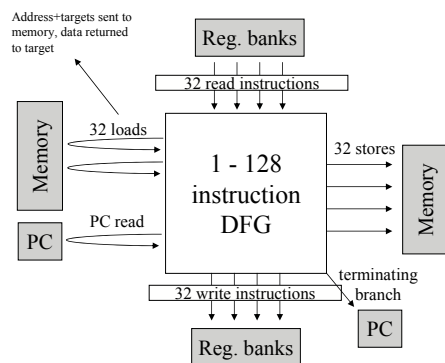 Address+targets sent to
memory, data returned
to target
Reg. banks
32 read instructions
Memory
32 loads
1 - 128
instruction
DFG
32 stores
Memory
PC read
PC
32 write instructions
terminating
branch
Reg. banks
PC